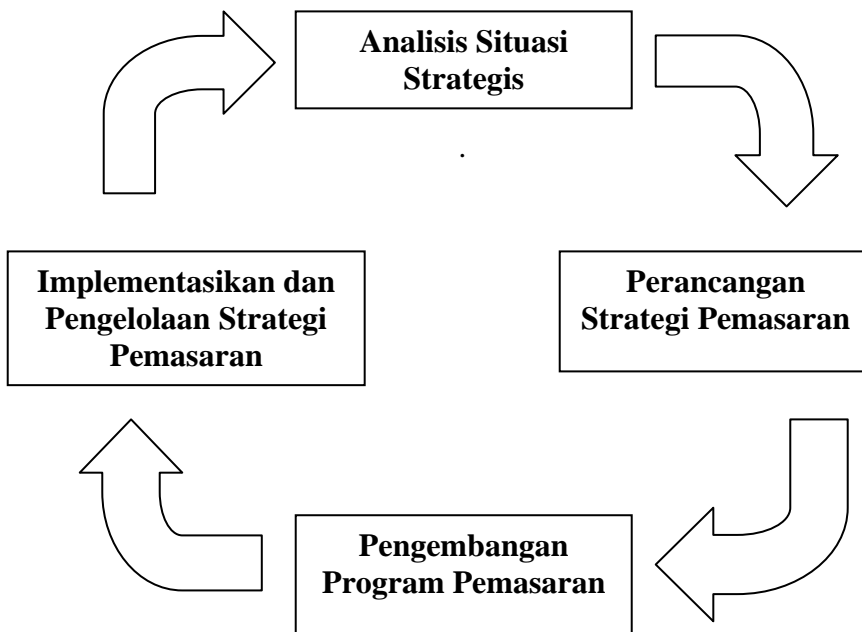 Analisis Situasi
Strategis
.
Implementasikan dan
Pengelolaan Strategi
Pemasaran
Perancangan
Strategi Pemasaran
Pengembangan
Program Pemasaran